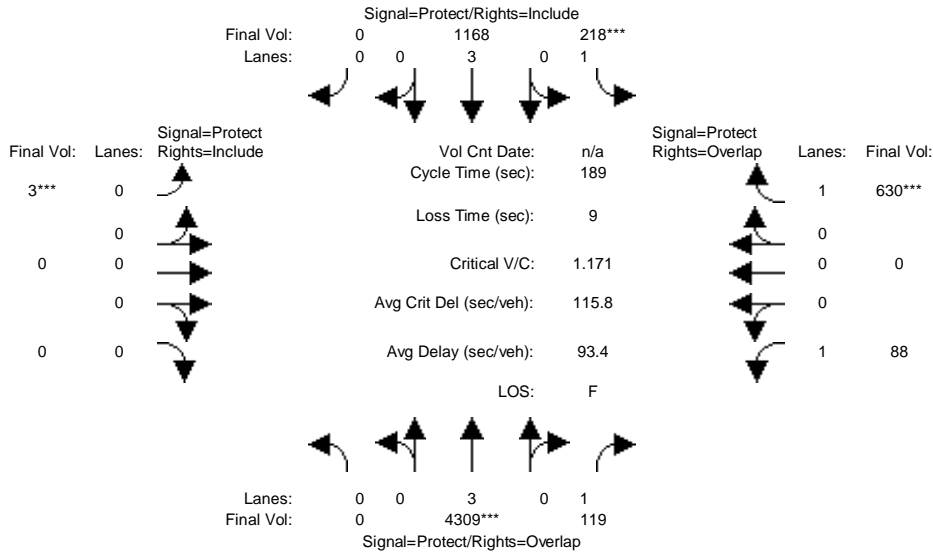 Signal=Protect/Rights=Include
Final Vol: 0 1168 218***
Lanes: 0 0 3 0 1
Signal=Protect
Final Vol: Lanes: Rights=Include
Vol Cnt Date: n/a
Signal=Protect
Rights=Overlap Lanes: Final Vol:
Cycle Time (sec): 189
3*** 0
1 630***
Loss Time (sec): 9
0
0
0 0
Critical V/C: 1.171
0 0
0
Avg Crit Del (sec/veh): 115.8
0
0 0
Avg Delay (sec/veh): 93.4
1 88
LOS: F
Lanes: 0 0 3 0 1
Final Vol: 0 4309*** 119
Signal=Protect/Rights=Overlap